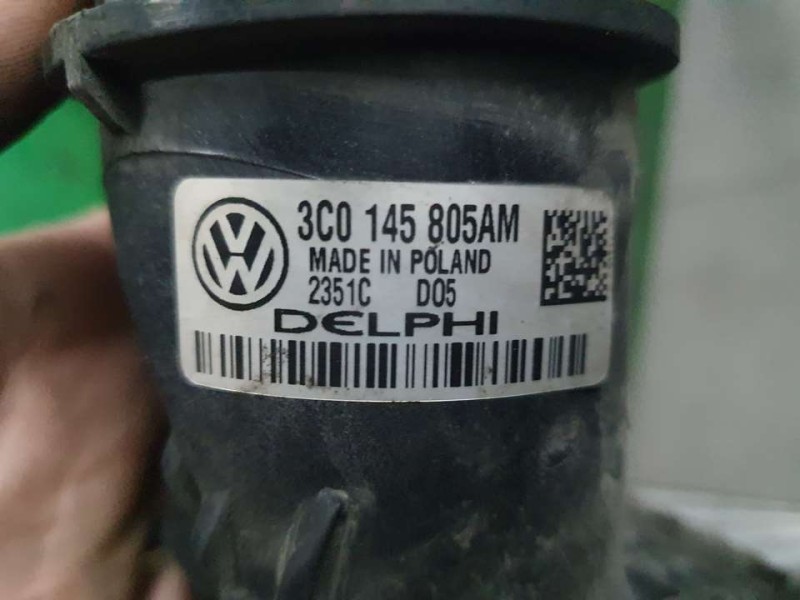 3C0 145 805AM
MADE IN POLAND
2351C D05
DELPHI